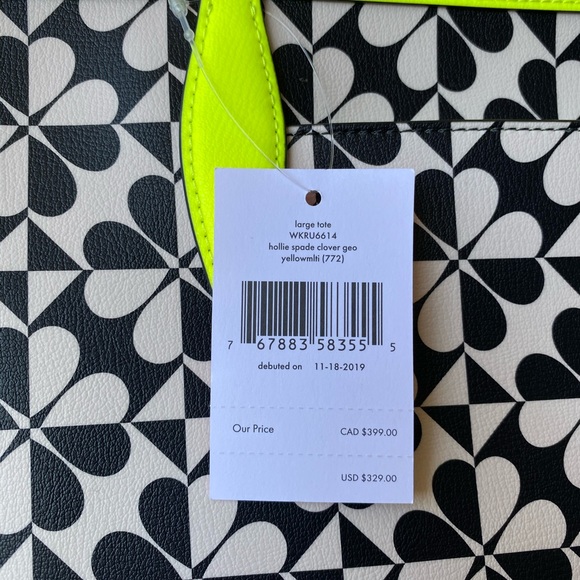 large tote
WKRU6614
hollie spade clover geo
yellowmlti (772)
7 67883 58355 5
debuted on 11-18-2019
Our Price CAD $399.00
USD $329.00